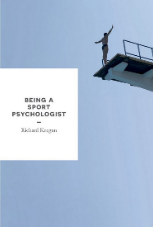 BEING A
SPORT
PSYCHOLOGIST
–
Richard Keegan